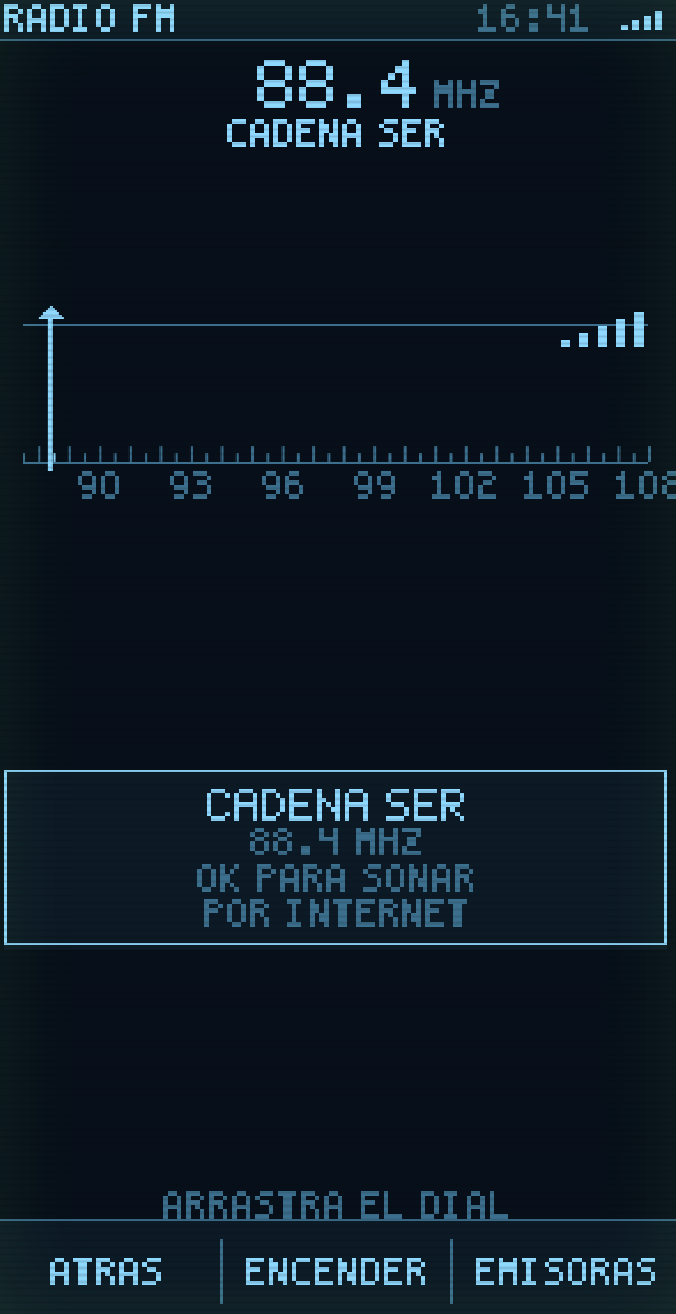 RADIO FM 16:41
88.4 MHZ
CADENA SER
90 93 96 99 102 105 108
CADENA SER
88.4 MHZ
OK PARA SONAR
POR INTERNET
ARRASTRA EL DIAL
ATRAS ENCENDER EMISORAS